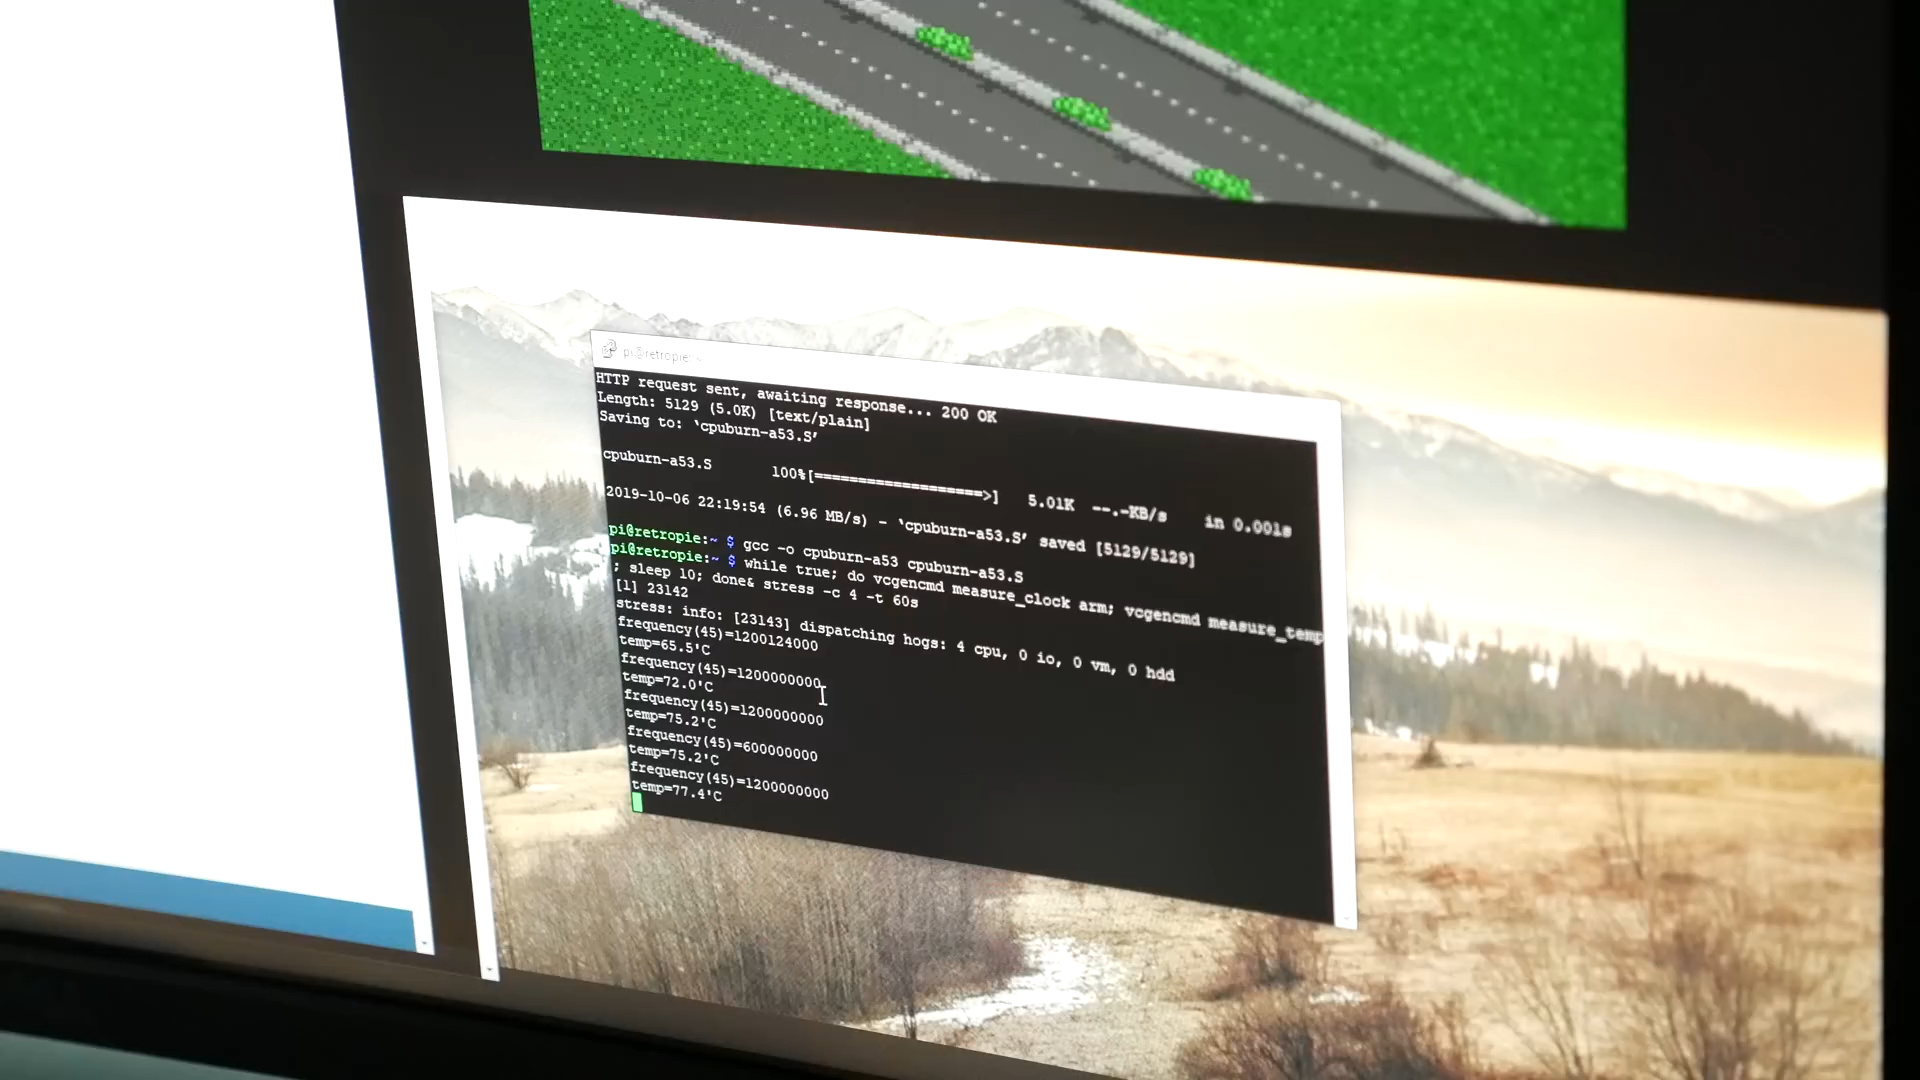 pi@retropie: ~
HTTP request sent, awaiting response... 200 OK
Length: 5129 (5.0K) [text/plain]
Saving to: ‘cpuburn-a53.S’
cpuburn-a53.S 100%[===================>] 5.01K --.-KB/s in 0.001s
2019-10-06 22:19:54 (6.96 MB/s) - ‘cpuburn-a53.S’ saved [5129/5129]
pi@retropie:~ $ gcc -o cpuburn-a53 cpuburn-a53.S
pi@retropie:~ $ while true; do vcgencmd measure_clock arm; vcgencmd measure_temp
; sleep 10; done& stress -c 4 -t 60s
[1] 23142
stress: info: [23143] dispatching hogs: 4 cpu, 0 io, 0 vm, 0 hdd
frequency(45)=1200124000
temp=65.5'C
frequency(45)=1200000000
temp=72.0'C
frequency(45)=1200000000
temp=75.2'C
frequency(45)=600000000
temp=75.2'C
frequency(45)=1200000000
temp=77.4'C